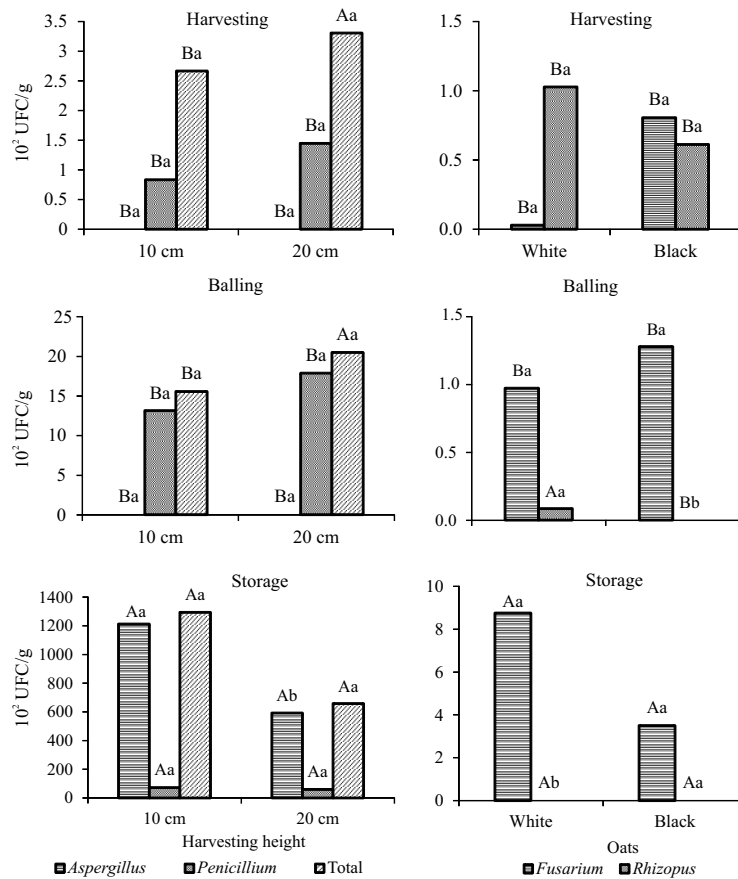 Harvesting
10² UFC/g
3.5
3
2.5
2
1.5
1
0.5
0
Ba Ba Ba
Ba Ba Aa
10 cm 20 cm
Harvesting
1.5
1.0
0.5
0.0
Ba Ba
Ba Ba
White Black
Balling
10² UFC/g
25
20
15
10
5
0
Ba Ba Ba
Ba Ba Aa
10 cm 20 cm
Balling
1.5
1.0
0.5
0.0
Ba Aa
Ba Bb
Storage
10² UFC/g
1400
1200
1000
800
600
400
200
0
Aa Aa Aa
Ab Aa Aa
10 cm 20 cm
Harvesting height
Aspergillus Penicillium Total
Storage
10
8
6
4
2
0
Aa Ab
Aa Aa
White Black
Oats
Fusarium Rhizopus